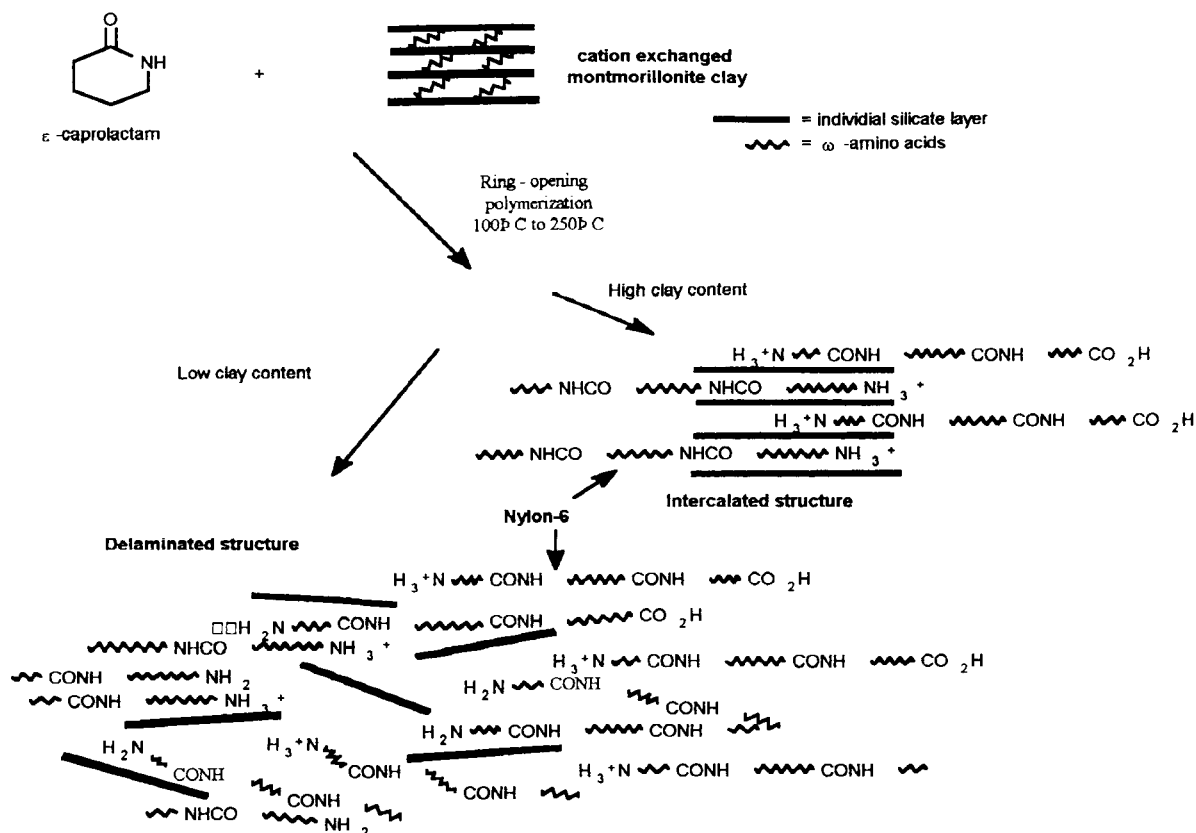 O
NH
+
ε -caprolactam
cation exchanged
montmorillonite clay
= individial silicate layer
= ω -amino acids
Ring - opening
polymerization
100Þ C to 250Þ C
High clay content
Low clay content
H 3 + N CONH CONH CO 2 H
NHCO NHCO NH 3 +
H 3 + N CONH CONH CO 2 H
NHCO NHCO NH 3 +
Intercalated structure
Nylon-6
Delaminated structure
H 3 + N CONH CONH CO 2 H
□□H 2 N CONH CONH CO 2 H
NHCO NH 3 +
H 3 + N CONH CONH CO 2 H
CONH NH 2
H 2 N CONH CONH
CONH NH 3 +
H 2 N CONH CONH
H 2 N CONH CONH
H 3 + N CONH CONH
H 3 + N CONH CONH
NHCO NH 2